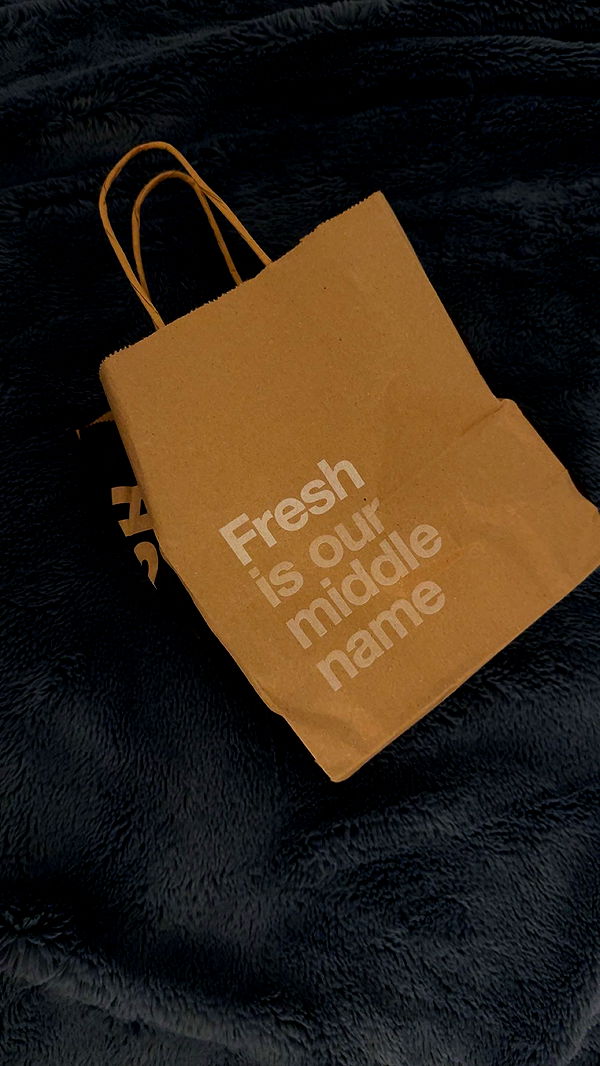 Fresh
is our
middle
name